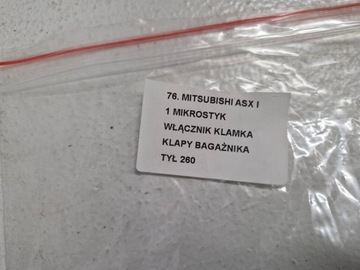 76. MITSUBISHI ASX I
1 MIKROSTYK
WŁĄCZNIK KLAMKA
KLAPY BAGAŻNIKA
TYŁ 260